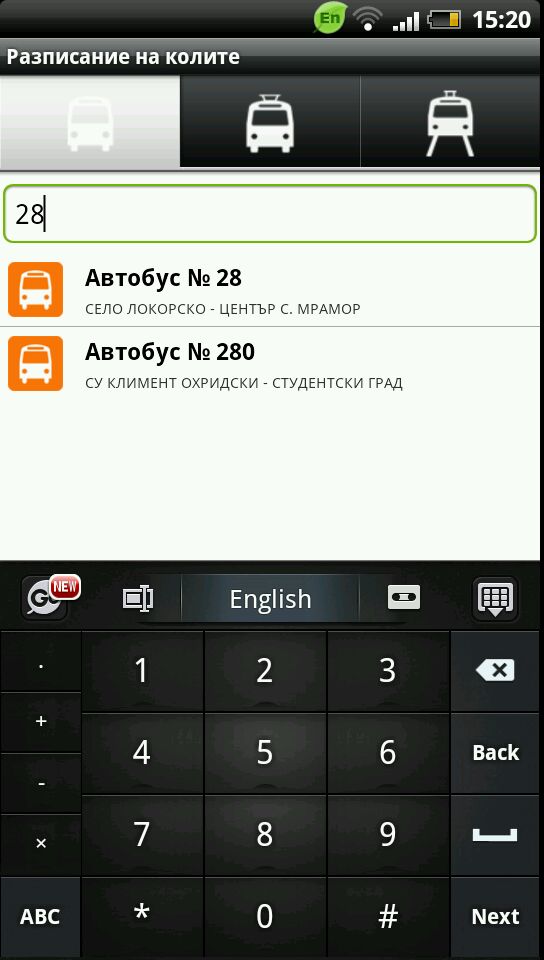 En 15:20
Разписание на колите
28
Автобус № 28
СЕЛО ЛОКОРСКО - ЦЕНТЪР С. МРАМОР
Автобус № 280
СУ КЛИМЕНТ ОХРИДСКИ - СТУДЕНТСКИ ГРАД
G NEW English
. 1 2 3
+
4 5 6 Back
-
7 8 9
×
ABC * 0 # Next